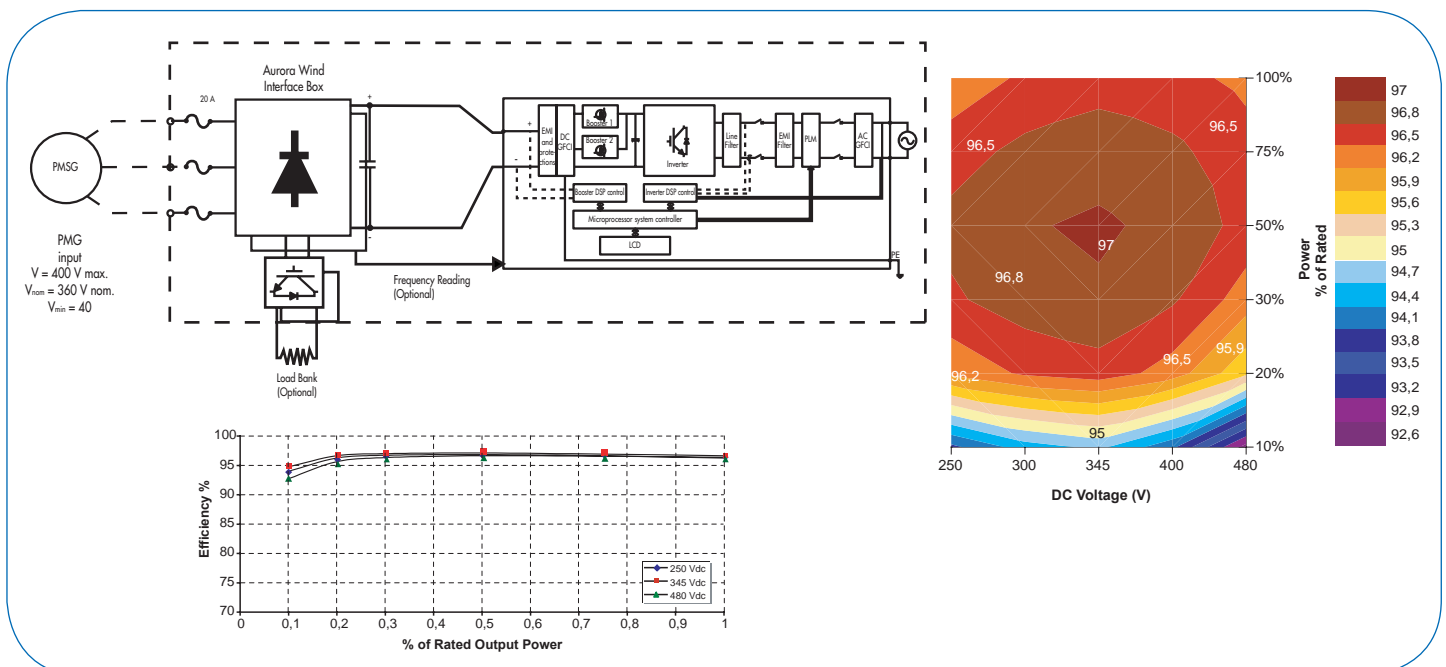 Aurora Wind
Interface Box
20 A
+
-
PMSG
PMG
input
V = 400 V max.
Vnom = 360 V nom.
Vmin = 40
Load Bank
(Optional)
Frequency Reading
(Optional)
+
-
EMI
and
protec-
tions
DC
GFCI
Booster 1
Booster 2
Inverter
Line
Filter
EMI
Filter
PLM
AC
GFCI
Booster DSP control
Inverter DSP control
Microprocessor system controller
LCD
PE
Efficiency %
100
95
90
85
80
75
70
0
0,1
0,2
0,3
0,4
0,5
0,6
0,7
0,8
0,9
1
% of Rated Output Power
250 Vdc
345 Vdc
480 Vdc
96,5
96,5
97
96,8
96,2
96,5
95,9
95
100%
75%
50%
30%
20%
10%
Power
% of Rated
250
300
345
400
480
DC Voltage (V)
97
96,8
96,5
96,2
95,9
95,6
95,3
95
94,7
94,4
94,1
93,8
93,5
93,2
92,9
92,6